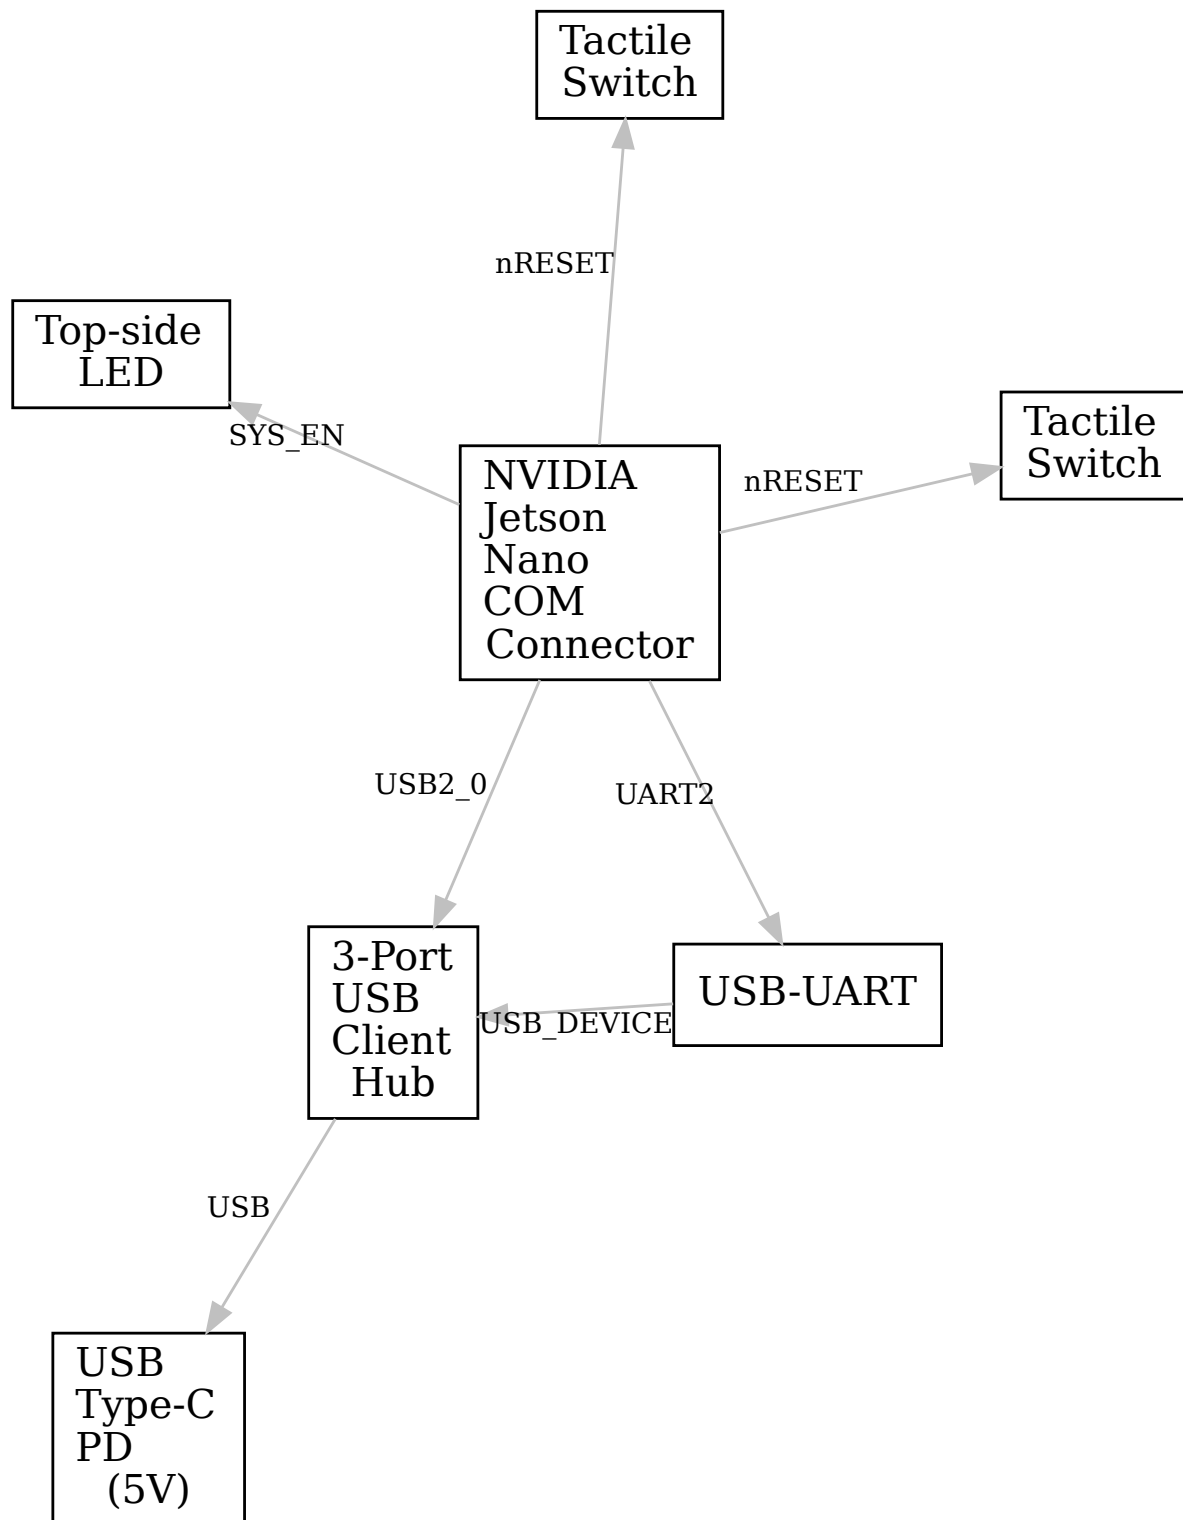 Tactile
Switch
nRESET
Top-side
LED
SYS_EN
Tactile
Switch
nRESET
NVIDIA
Jetson
Nano
COM
Connector
USB2_0
UART2
3-Port
USB
Client
Hub
USB_DEVICE
USB-UART
USB
USB
Type-C
PD
(5V)